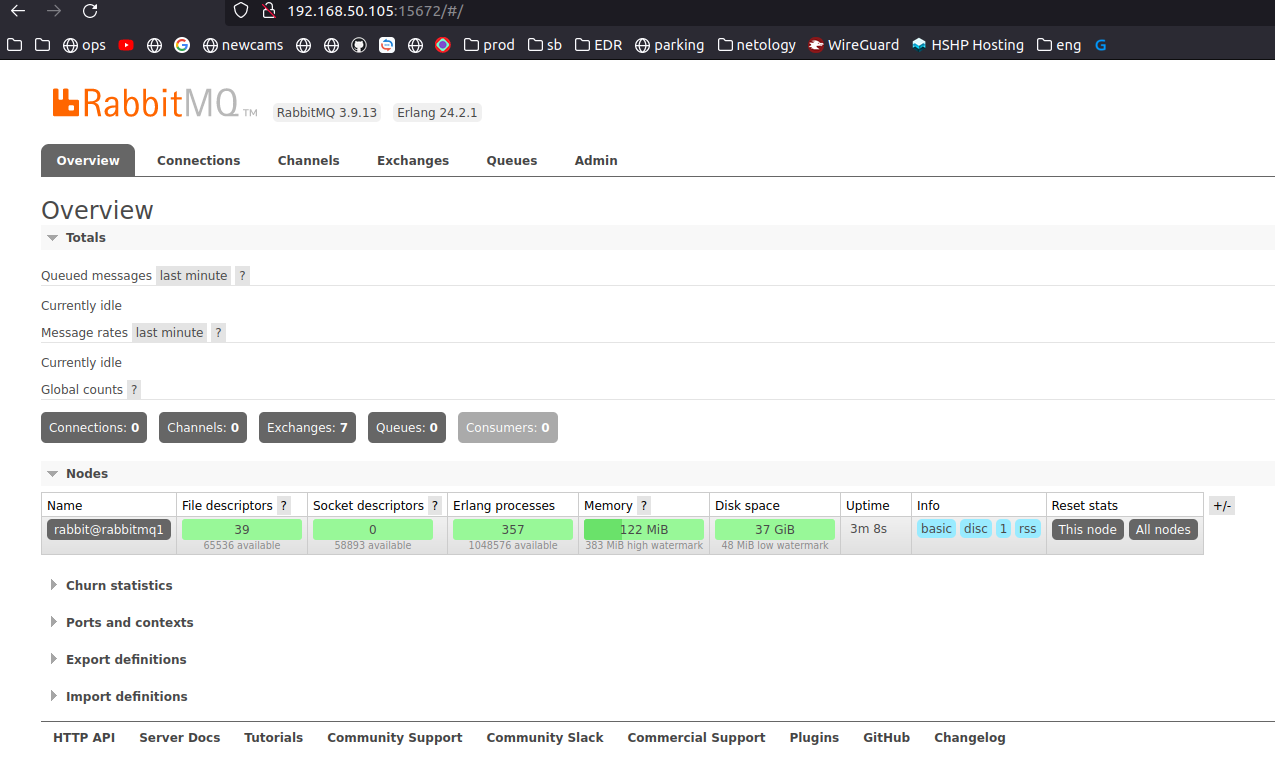 192.168.50.105:15672/#/
ops newcams prod sb EDR parking netology WireGuard HSHP Hosting eng G
RabbitMQ TM RabbitMQ 3.9.13 Erlang 24.2.1
Overview Connections Channels Exchanges Queues Admin
Overview
Totals
Queued messages last minute ?
Currently idle
Message rates last minute ?
Currently idle
Global counts ?
Connections: 0 Channels: 0 Exchanges: 7 Queues: 0 Consumers: 0
Nodes
Name File descriptors ? Socket descriptors ? Erlang processes Memory ? Disk space Uptime Info Reset stats +/-
rabbit@rabbitmq1 39 0 357 122 MiB 37 GiB 3m 8s basic disc 1 rss This node All nodes
65536 available 58893 available 1048576 available 383 MiB high watermark 48 MiB low watermark
Churn statistics
Ports and contexts
Export definitions
Import definitions
HTTP API Server Docs Tutorials Community Support Community Slack Commercial Support Plugins GitHub Changelog